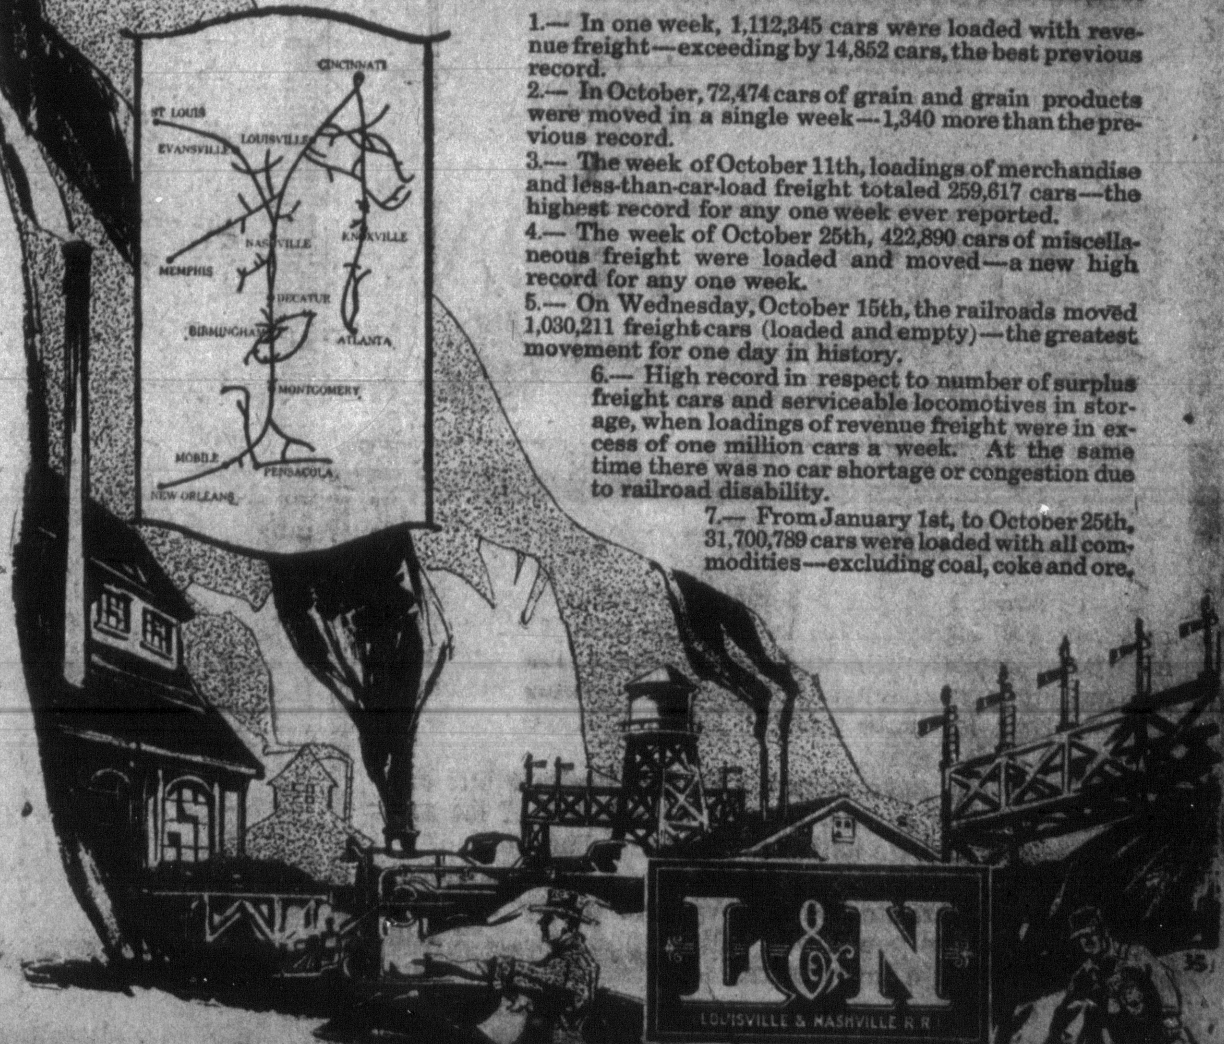 CINCINNATI
ST LOUIS
EVANSVILLE
LOUISVILLE
NASHVILLE
KNOXVILLE
MEMPHIS
DECATUR
BIRMINGHAM
ATLANTA
MONTGOMERY
MOBILE
PENSACOLA
NEW ORLEANS
1.— In one week, 1,112,345 cars were loaded with reve-
nue freight—exceeding by 14,852 cars, the best previous
record.
2.— In October, 72,474 cars of grain and grain products
were moved in a single week—1,340 more than the pre-
vious record.
3.— The week of October 11th, loadings of merchandise
and less-than-car-load freight totaled 259,617 cars—the
highest record for any one week ever reported.
4.— The week of October 25th, 422,890 cars of miscella-
neous freight were loaded and moved—a new high
record for any one week.
5.— On Wednesday, October 15th, the railroads moved
1,030,211 freight cars (loaded and empty)—the greatest
movement for one day in history.
6.— High record in respect to number of surplus
freight cars and serviceable locomotives in stor-
age, when loadings of revenue freight were in ex-
cess of one million cars a week. At the same
time there was no car shortage or congestion due
to railroad disability.
7.— From January 1st, to October 25th,
31,700,789 cars were loaded with all com-
modities—excluding coal, coke and ore.
L&N
LOUISVILLE & NASHVILLE R R